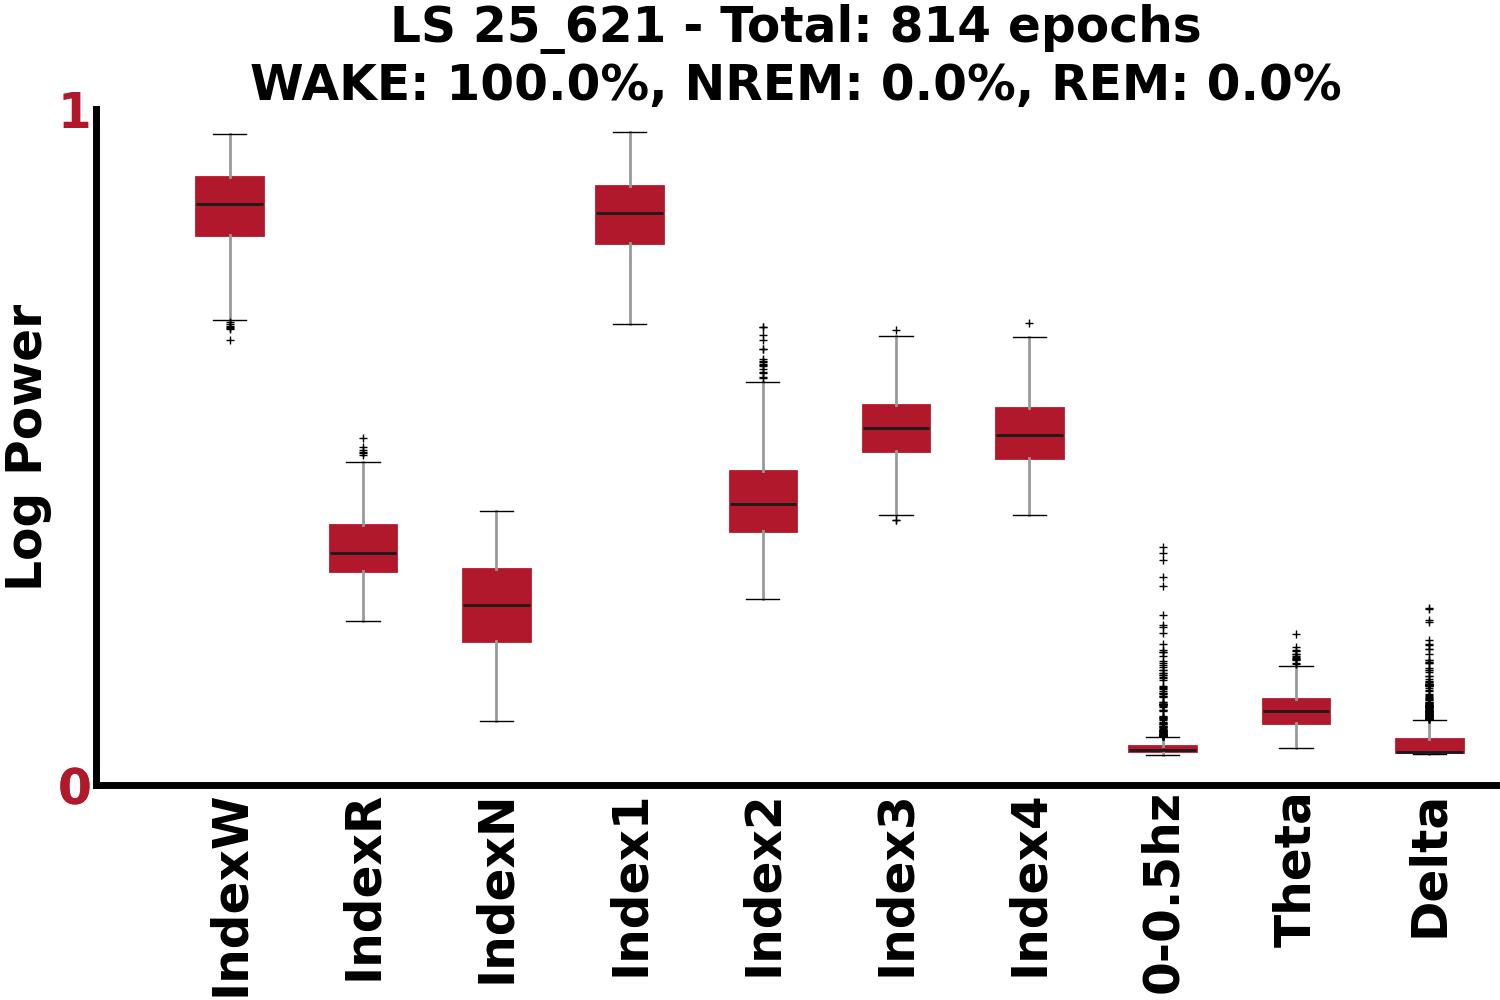 LS 25_621 - Total: 814 epochs
WAKE: 100.0%, NREM: 0.0%, REM: 0.0%
1
Log Power
0
IndexW
IndexR
IndexN
Index1
Index2
Index3
Index4
0-0.5hz
Theta
Delta